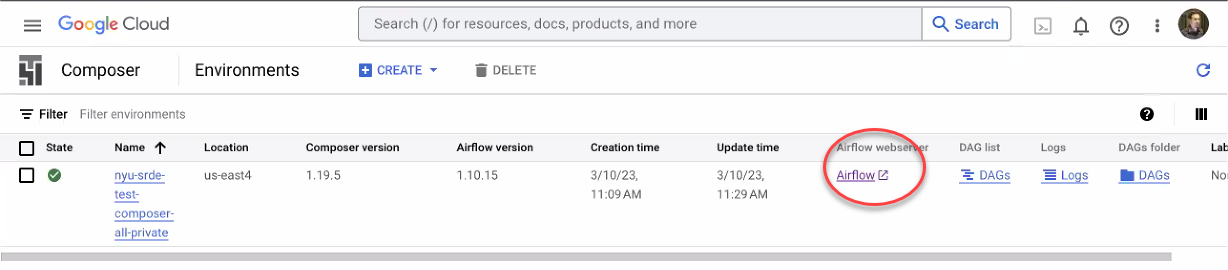 Google Cloud
Search (/) for resources, docs, products, and more
Search
Composer
Environments
CREATE
DELETE
Filter
Filter environments
State
Name
Location
Composer version
Airflow version
Creation time
Update time
Airflow webserver
DAG list
Logs
DAGs folder
Lab
nyu-srde-
test-
composer-
all-private
us-east4
1.19.5
1.10.15
3/10/23,
11:09 AM
3/10/23,
11:29 AM
Airflow
DAGs
Logs
DAGs
No